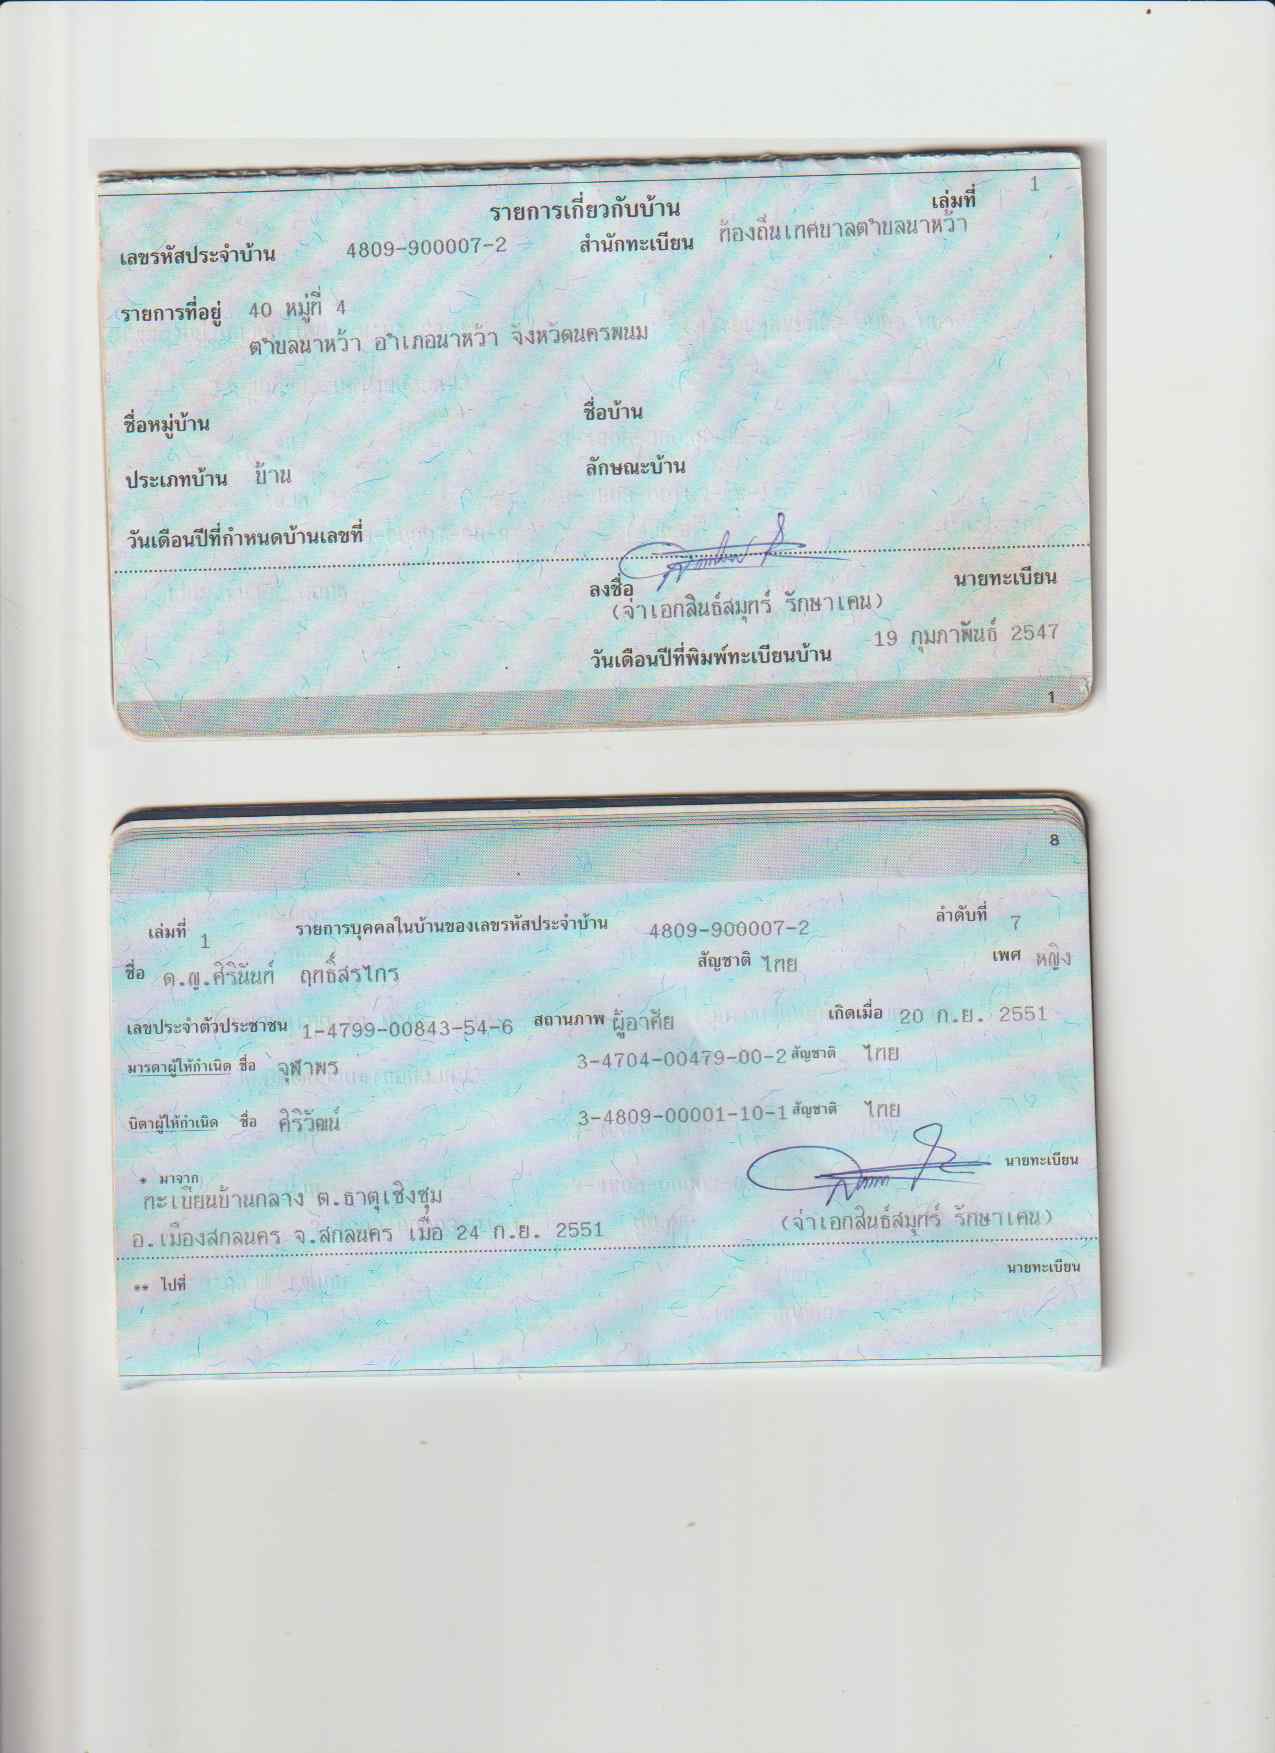 รายการเกี่ยวกับบ้าน เล่มที่ 1
เลขรหัสประจำบ้าน 4809-900007-2 สำนักทะเบียน ท้องถิ่นเทศบาลตำบลนาหว้า
รายการที่อยู่ 40 หมู่ที่ 4
ตำบลนาหว้า อำเภอนาหว้า จังหวัดนครพนม
ชื่อหมู่บ้าน ชื่อบ้าน
ประเภทบ้าน บ้าน ลักษณะบ้าน
วันเดือนปีที่กำหนดบ้านเลขที่
ลงชื่อ นายทะเบียน
(จ่าเอกสินธ์สมุทร์ รักษาเคน)
วันเดือนปีที่พิมพ์ทะเบียนบ้าน 19 กุมภาพันธ์ 2547
1
8
เล่มที่ 1 รายการบุคคลในบ้านของเลขรหัสประจำบ้าน 4809-900007-2 ลำดับที่ 7
ชื่อ ด.ญ.ศิรินันท์ ฤทธิ์สรไกร สัญชาติ ไทย เพศ หญิง
เลขประจำตัวประชาชน 1-4799-00843-54-6 สถานภาพ ผู้อาศัย เกิดเมื่อ 20 ก.ย. 2551
มารดาผู้ให้กำเนิด ชื่อ จุฬาพร 3-4704-00479-00-2 สัญชาติ ไทย
บิดาผู้ให้กำเนิด ชื่อ ศิริวัฒน์ 3-4809-00001-10-1 สัญชาติ ไทย
* มาจาก นายทะเบียน
ทะเบียนบ้านกลาง ต.ธาตุเชิงชุม
อ.เมืองสกลนคร จ.สกลนคร เมื่อ 24 ก.ย. 2551 (จ่าเอกสินธ์สมุทร์ รักษาเคน)
** ไปที่ นายทะเบียน